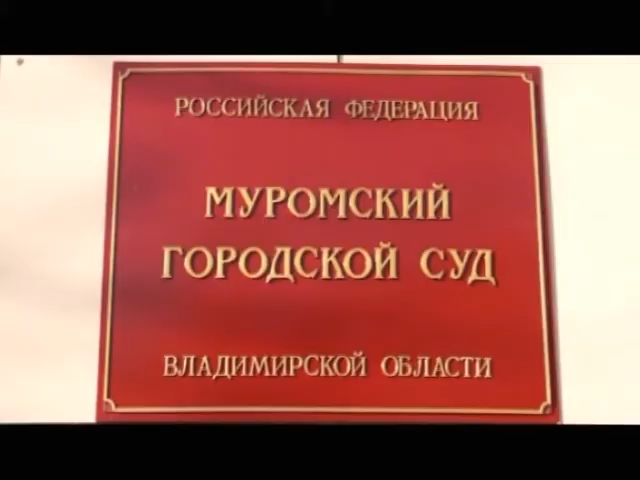 РОССИЙСКАЯ ФЕДЕРАЦИЯ
МУРОМСКИЙ
ГОРОДСКОЙ СУД
ВЛАДИМИРСКОЙ ОБЛАСТИ